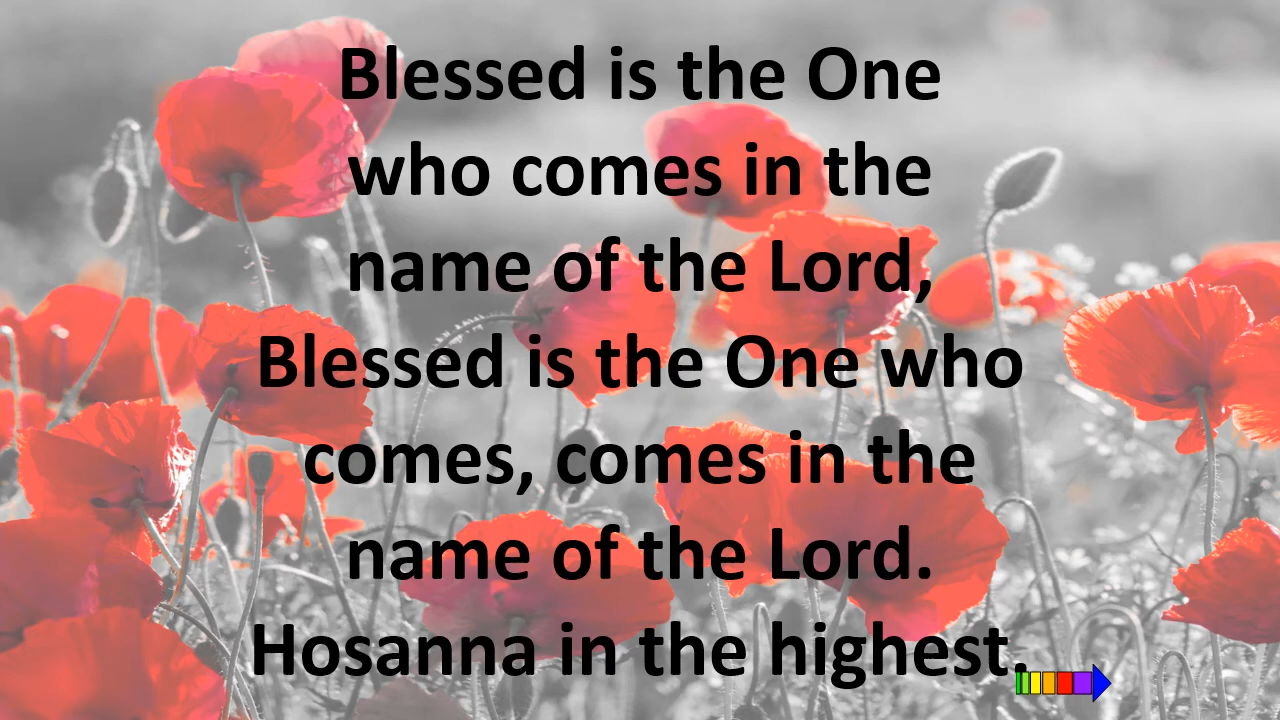 Blessed is the One
who comes in the
name of the Lord,
Blessed is the One who
comes, comes in the
name of the Lord.
Hosanna in the highest.